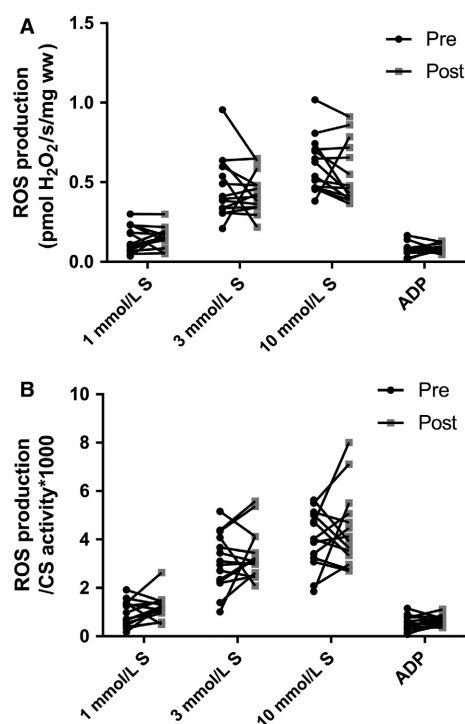 A
ROS production
(pmol H₂O₂/s/mg ww)
1.5
1.0
0.5
0.0
Pre
Post
1 mmol/L S
3 mmol/L S
10 mmol/L S
ADP
B
ROS production
/CS activity*1000
10
8
6
4
2
0
Pre
Post
1 mmol/L S
3 mmol/L S
10 mmol/L S
ADP